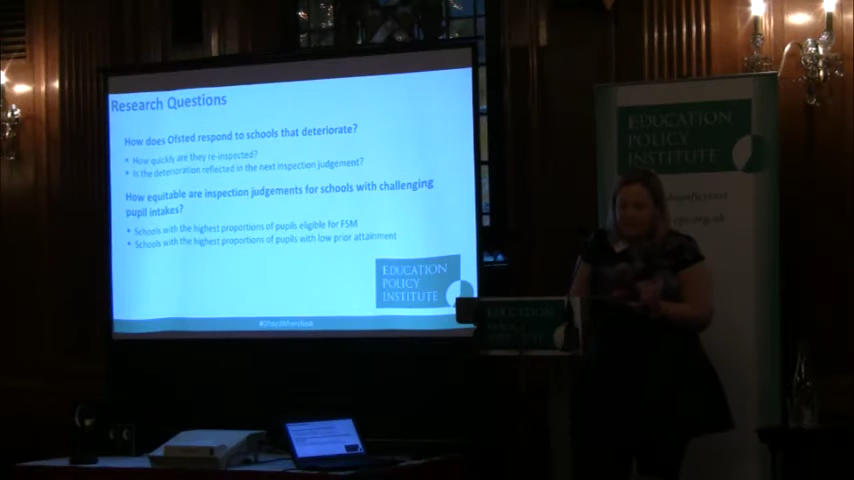 Research Questions
How does Ofsted respond to schools that deteriorate?
• How quickly are they re-inspected?
• Is the deterioration reflected in the next inspection judgement?
How equitable are inspection judgements for schools with challenging
pupil intakes?
• Schools with the highest proportions of pupils eligible for FSM
• Schools with the highest proportions of pupils with low prior attainment
EDUCATION
POLICY
INSTITUTE
EDUCATION
POLICY
INSTITUTE
EDUCATION